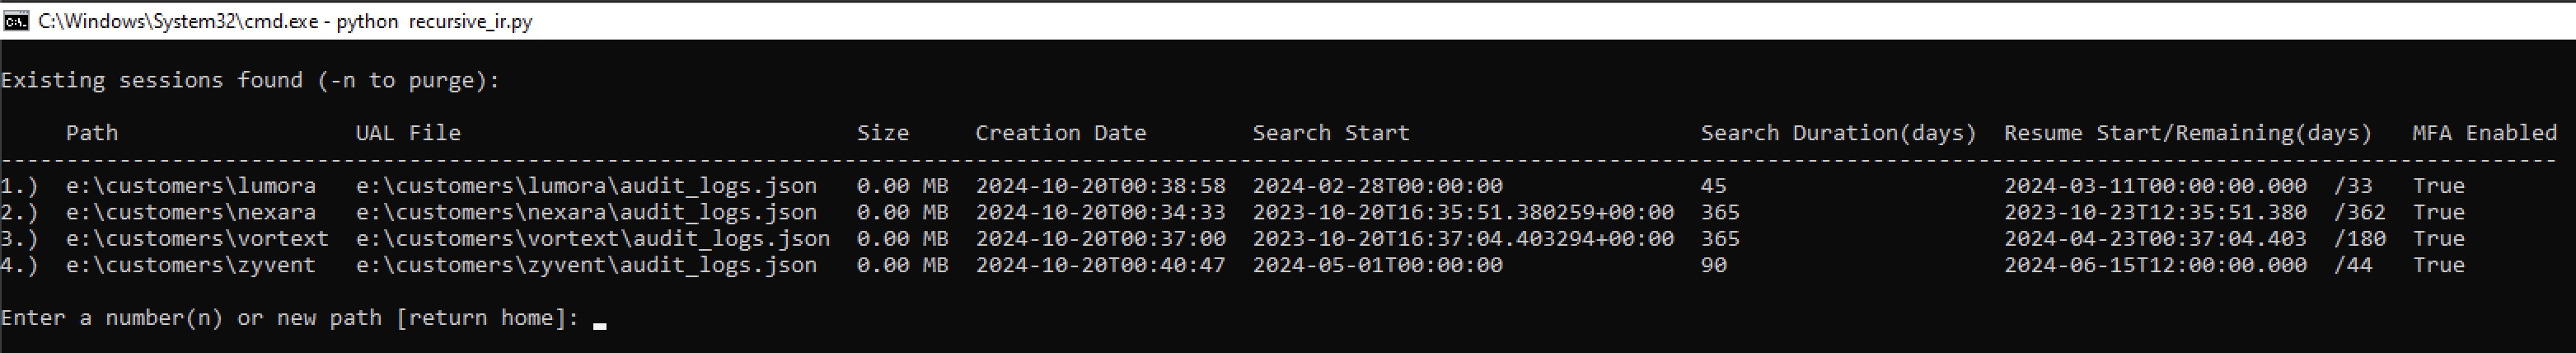 C:\Windows\System32\cmd.exe - python recursive_ir.py
Existing sessions found (-n to purge):
Path UAL File Size Creation Date Search Start Search Duration(days) Resume Start/Remaining(days) MFA Enabled
1.) e:\customers\lumora e:\customers\lumora\audit_logs.json 0.00 MB 2024-10-20T00:38:58 2024-02-28T00:00:00 45 2024-03-11T00:00:00.000 /33 True
2.) e:\customers\nexara e:\customers\nexara\audit_logs.json 0.00 MB 2024-10-20T00:34:33 2023-10-20T16:35:51.380259+00:00 365 2023-10-23T12:35:51.380 /362 True
3.) e:\customers\vortext e:\customers\vortext\audit_logs.json 0.00 MB 2024-10-20T00:37:00 2023-10-20T16:37:04.403294+00:00 365 2024-04-23T00:37:04.403 /180 True
4.) e:\customers\zyvent e:\customers\zyvent\audit_logs.json 0.00 MB 2024-10-20T00:40:47 2024-05-01T00:00:00 90 2024-06-15T12:00:00.000 /44 True
Enter a number(n) or new path [return home]: